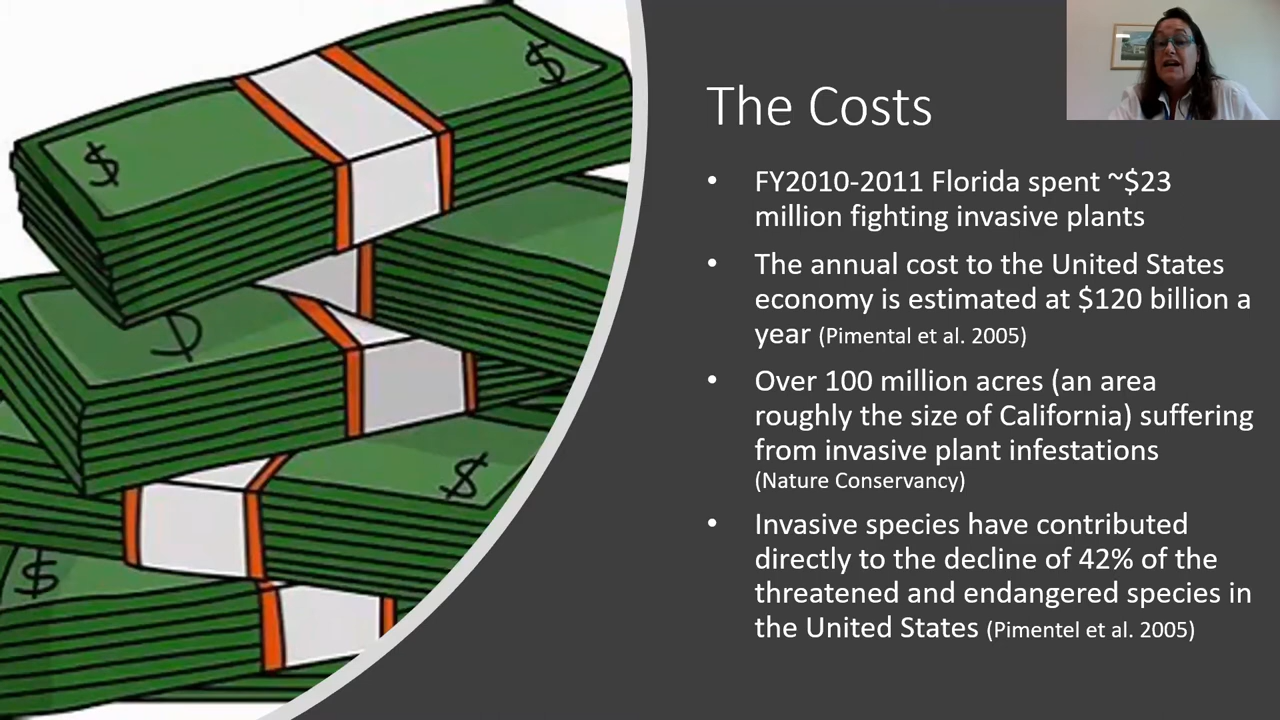 The Costs
• FY2010-2011 Florida spent ~$23
million fighting invasive plants
• The annual cost to the United States
economy is estimated at $120 billion a
year (Pimental et al. 2005)
• Over 100 million acres (an area
roughly the size of California) suffering
from invasive plant infestations
(Nature Conservancy)
• Invasive species have contributed
directly to the decline of 42% of the
threatened and endangered species in
the United States (Pimentel et al. 2005)
$
$
$
$